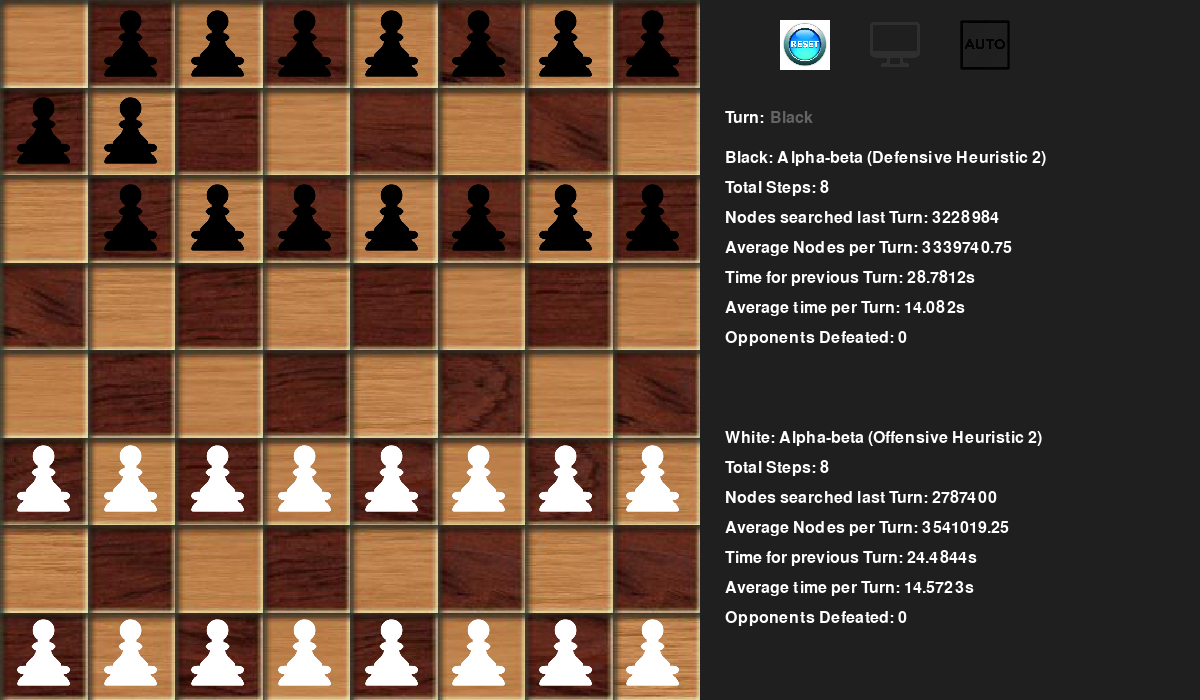 RESET
AUTO
Turn: Black
Black: Alpha-beta (Defensive Heuristic 2)
Total Steps: 8
Nodes searched last Turn: 3228984
Average Nodes per Turn: 3339740.75
Time for previous Turn: 28.7812s
Average time per Turn: 14.082s
Opponents Defeated: 0
White: Alpha-beta (Offensive Heuristic 2)
Total Steps: 8
Nodes searched last Turn: 2787400
Average Nodes per Turn: 3541019.25
Time for previous Turn: 24.4844s
Average time per Turn: 14.5723s
Opponents Defeated: 0